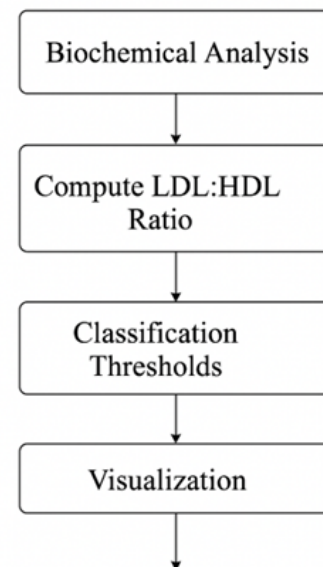 Biochemical Analysis
Compute LDL:HDL
Ratio
Classification
Thresholds
Visualization